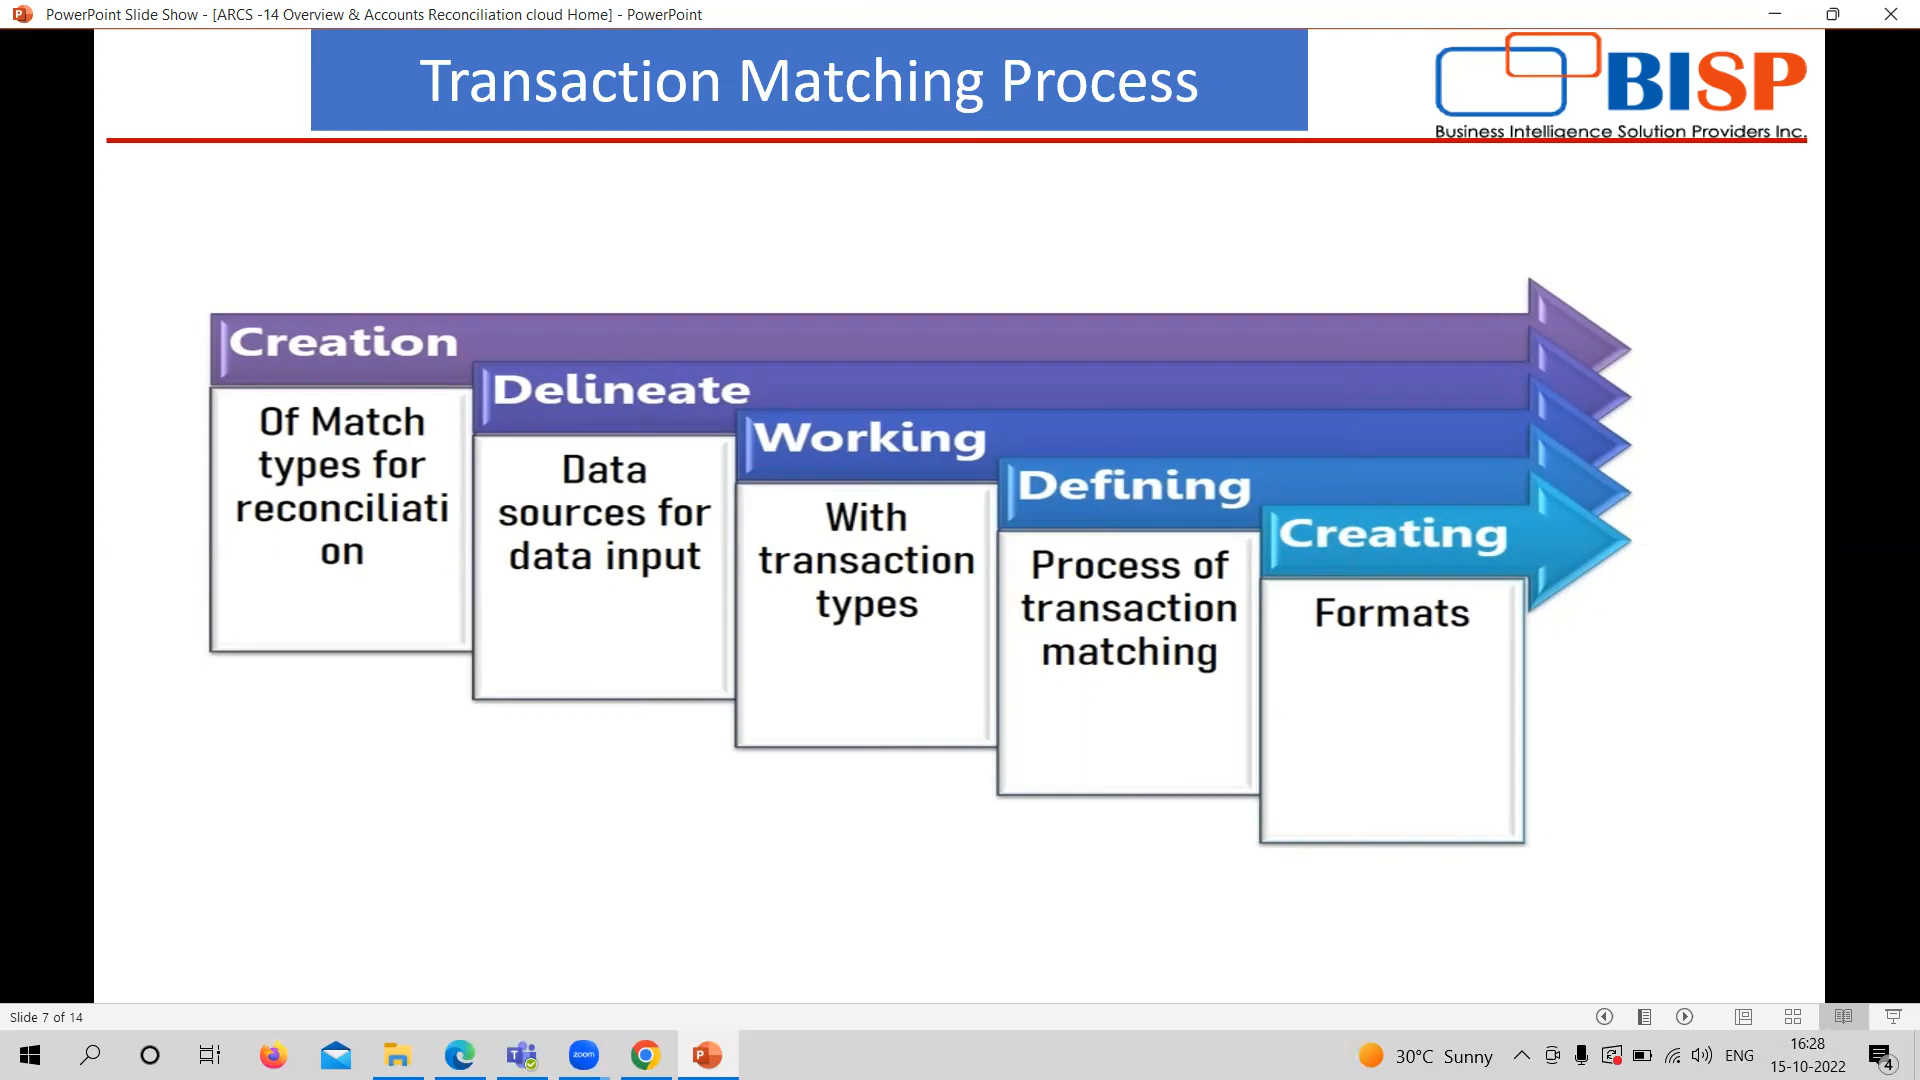 PowerPoint Slide Show - [ARCS -14 Overview & Accounts Reconciliation cloud Home] - PowerPoint
Transaction Matching Process
BISP
Business Intelligence Solution Providers Inc.
Creation
Of Match
types for
reconciliati
on
Delineate
Data
sources for
data input
Working
With
transaction
types
Defining
Process of
transaction
matching
Creating
Formats
Slide 7 of 14
zoom
30°C Sunny
ENG
16:28
15-10-2022
4